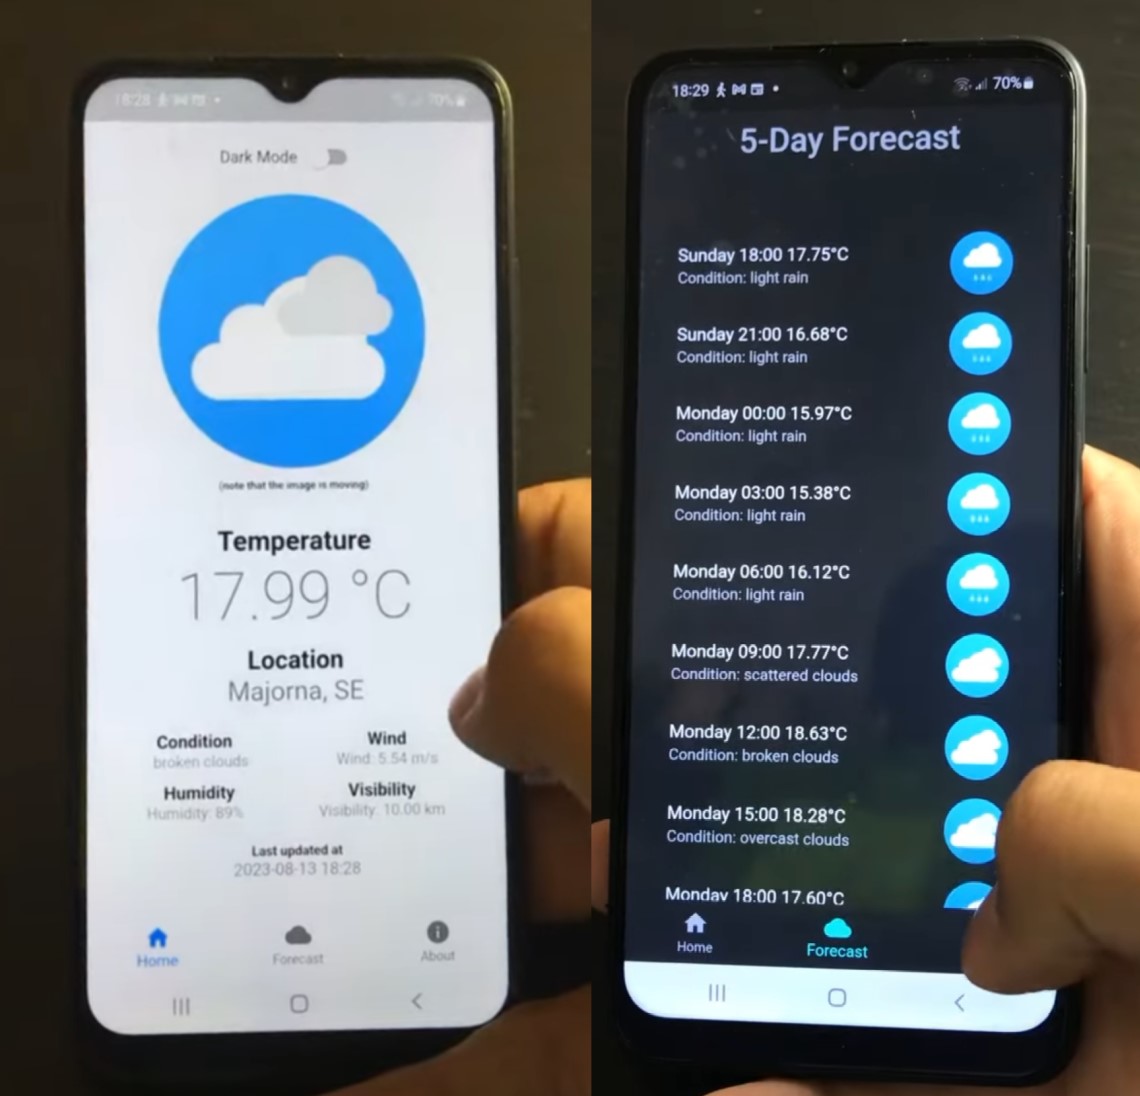 18:28
70%
Dark Mode
(note that the image is moving)
Temperature
17.99 °C
Location
Majorna, SE
Condition
broken clouds
Wind
Wind: 5.54 m/s
Humidity
Humidity: 89%
Visibility
Visibility: 10.00 km
Last updated at
2023-08-13 18:28
Home
Forecast
About
18:29
70%
5-Day Forecast
Sunday 18:00 17.75°C
Condition: light rain
Sunday 21:00 16.68°C
Condition: light rain
Monday 00:00 15.97°C
Condition: light rain
Monday 03:00 15.38°C
Condition: light rain
Monday 06:00 16.12°C
Condition: light rain
Monday 09:00 17.77°C
Condition: scattered clouds
Monday 12:00 18.63°C
Condition: broken clouds
Monday 15:00 18.28°C
Condition: overcast clouds
Monday 18:00 17.60°C
Home
Forecast